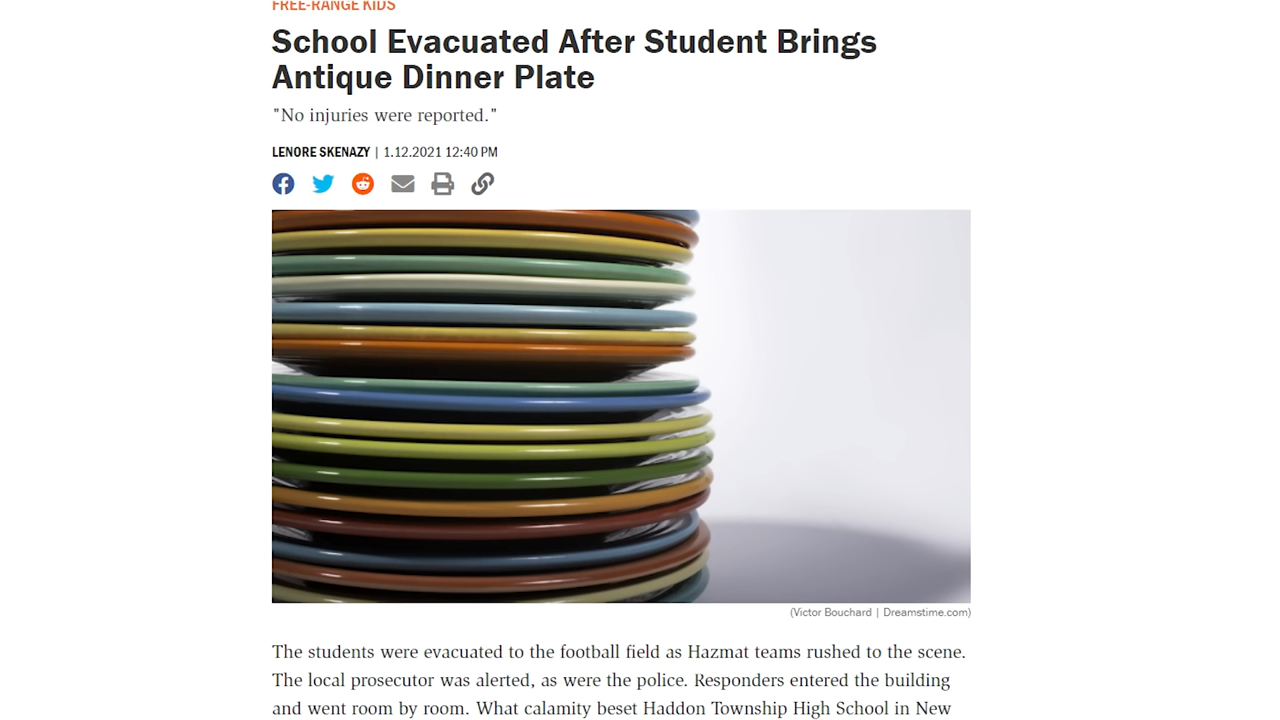 FREE-RANGE KIDS
School Evacuated After Student Brings
Antique Dinner Plate
"No injuries were reported."
LENORE SKENAZY | 1.12.2021 12:40 PM
(Victor Bouchard | Dreamstime.com)
The students were evacuated to the football field as Hazmat teams rushed to the scene.
The local prosecutor was alerted, as were the police. Responders entered the building
and went room by room. What calamity beset Haddon Township High School in New